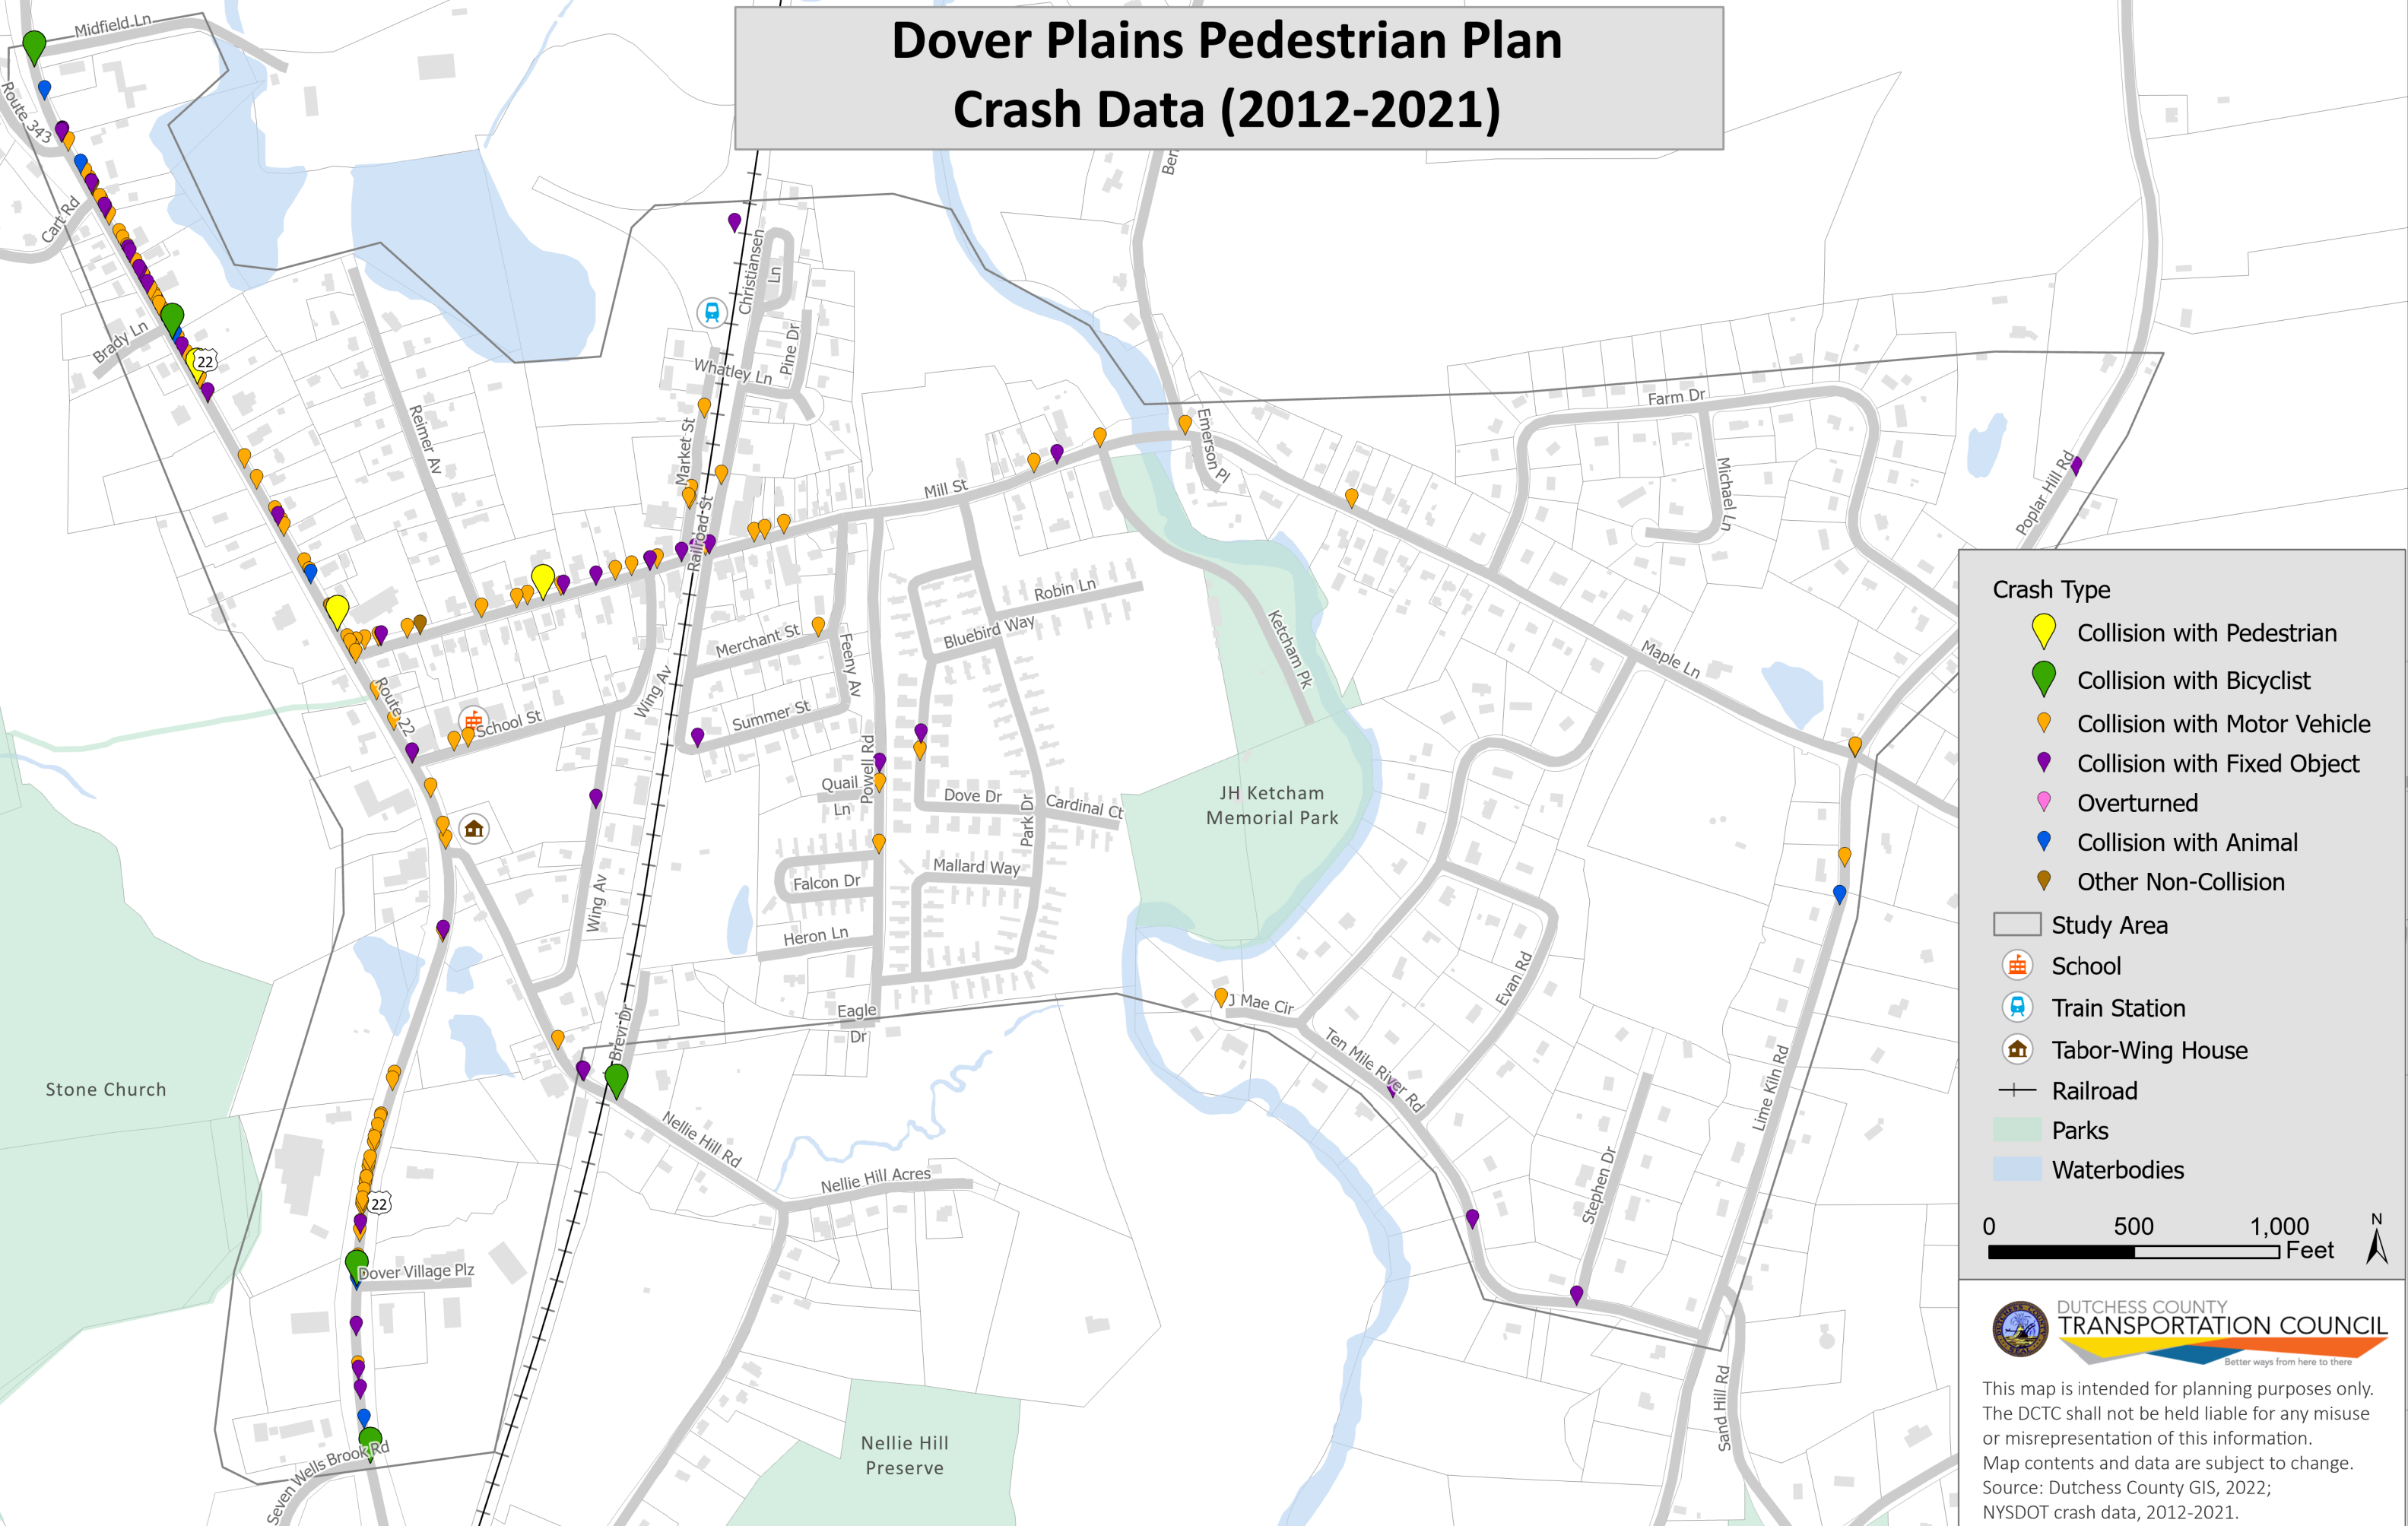 Dover Plains Pedestrian Plan
Crash Data (2012-2021)
Midfield Ln
Route 343
Cart Rd
Brady Ln
22
Reimer Av
Christiansen
Ln
Pine Dr
Whatley Ln
Market St
Railroad St
Mill St
Emerson Pl
Farm Dr
Michael Ln
Poplar Hill Rd
Robin Ln
Bluebird Way
Merchant St
Feeny Av
Summer St
Wing Av
School St
Route 22
Powell Rd
Quail
Ln
Dove Dr
Cardinal Ct
Park Dr
Mallard Way
Falcon Dr
Heron Ln
Wing Av
Eagle
Dr
Brevi Dr
Ketcham Pk
JH Ketcham
Memorial Park
Maple Ln
J Mae Cir
Evan Rd
Ten Mile River Rd
Stephen Dr
Lime Kiln Rd
Sand Hill Rd
Stone Church
Nellie Hill Rd
Nellie Hill Acres
22
Dover Village Plz
Seven Wells Brook Rd
Nellie Hill
Preserve
Crash Type
Collision with Pedestrian
Collision with Bicyclist
Collision with Motor Vehicle
Collision with Fixed Object
Overturned
Collision with Animal
Other Non-Collision
Study Area
School
Train Station
Tabor-Wing House
Railroad
Parks
Waterbodies
0 500 1,000
Feet
N
DUTCHESS COUNTY
TRANSPORTATION COUNCIL
Better ways from here to there
This map is intended for planning purposes only.
The DCTC shall not be held liable for any misuse
or misrepresentation of this information.
Map contents and data are subject to change.
Source: Dutchess County GIS, 2022;
NYSDOT crash data, 2012-2021.